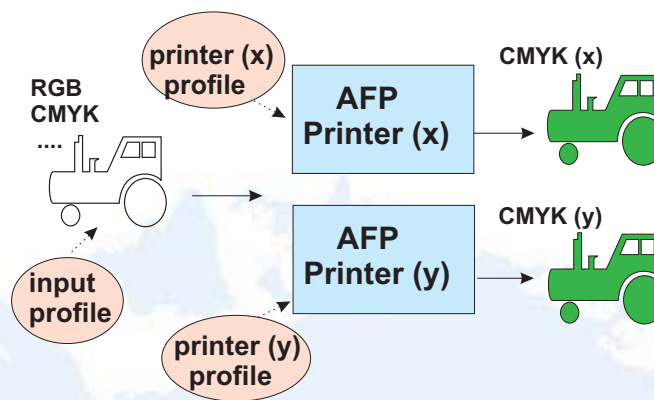 RGB
CMYK
....
input
profile
printer (x)
profile
AFP
Printer (x)
CMYK (x)
printer (y)
profile
AFP
Printer (y)
CMYK (y)